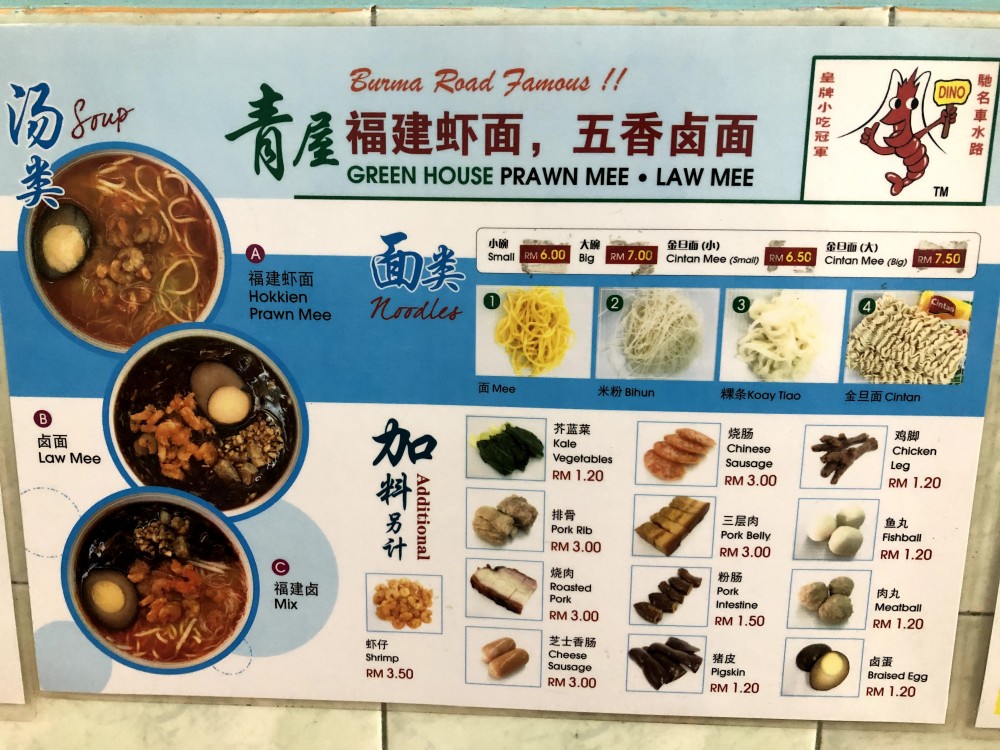 汤类 Soup
Burma Road Famous !!
青屋 福建虾面，五香卤面
GREEN HOUSE PRAWN MEE • LAW MEE
皇牌小吃冠軍
DINO
馳名車水路
TM
A
福建虾面
Hokkien
Prawn Mee
B
卤面
Law Mee
C
福建卤
Mix
面类
Noodles
小碗
Small RM 6.00
大碗
Big RM 7.00
金旦面 (小)
Cintan Mee (Small) RM 6.50
金旦面 (大)
Cintan Mee (Big) RM 7.50
1
面 Mee
2
米粉 Bihun
3
粿条 Koay Tiao
4
Cintan
金旦面 Cintan
加料另计
Additional
虾仔
Shrimp
RM 3.50
芥蓝菜
Kale
Vegetables
RM 1.20
排骨
Pork Rib
RM 3.00
烧肉
Roasted
Pork
RM 3.00
芝士香肠
Cheese
Sausage
RM 3.00
烧肠
Chinese
Sausage
RM 3.00
三层肉
Pork Belly
RM 3.00
粉肠
Pork
Intestine
RM 1.50
猪皮
Pigskin
RM 1.20
鸡脚
Chicken
Leg
RM 1.20
鱼丸
Fishball
RM 1.20
肉丸
Meatball
RM 1.20
卤蛋
Braised Egg
RM 1.20